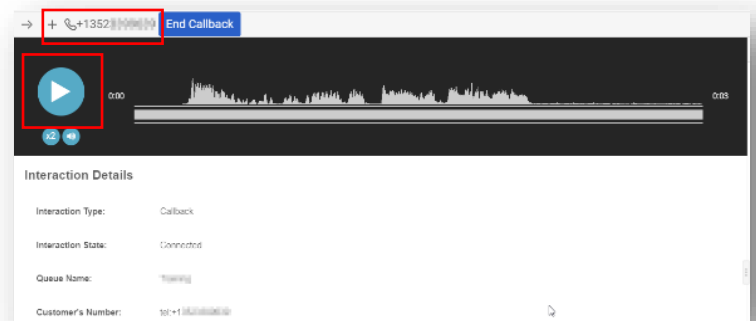 → + +1352 End Callback
0:00 0:03
x2
Interaction Details
Interaction Type: Callback
Interaction State: Connected
Queue Name:
Customer's Number: tel:+1